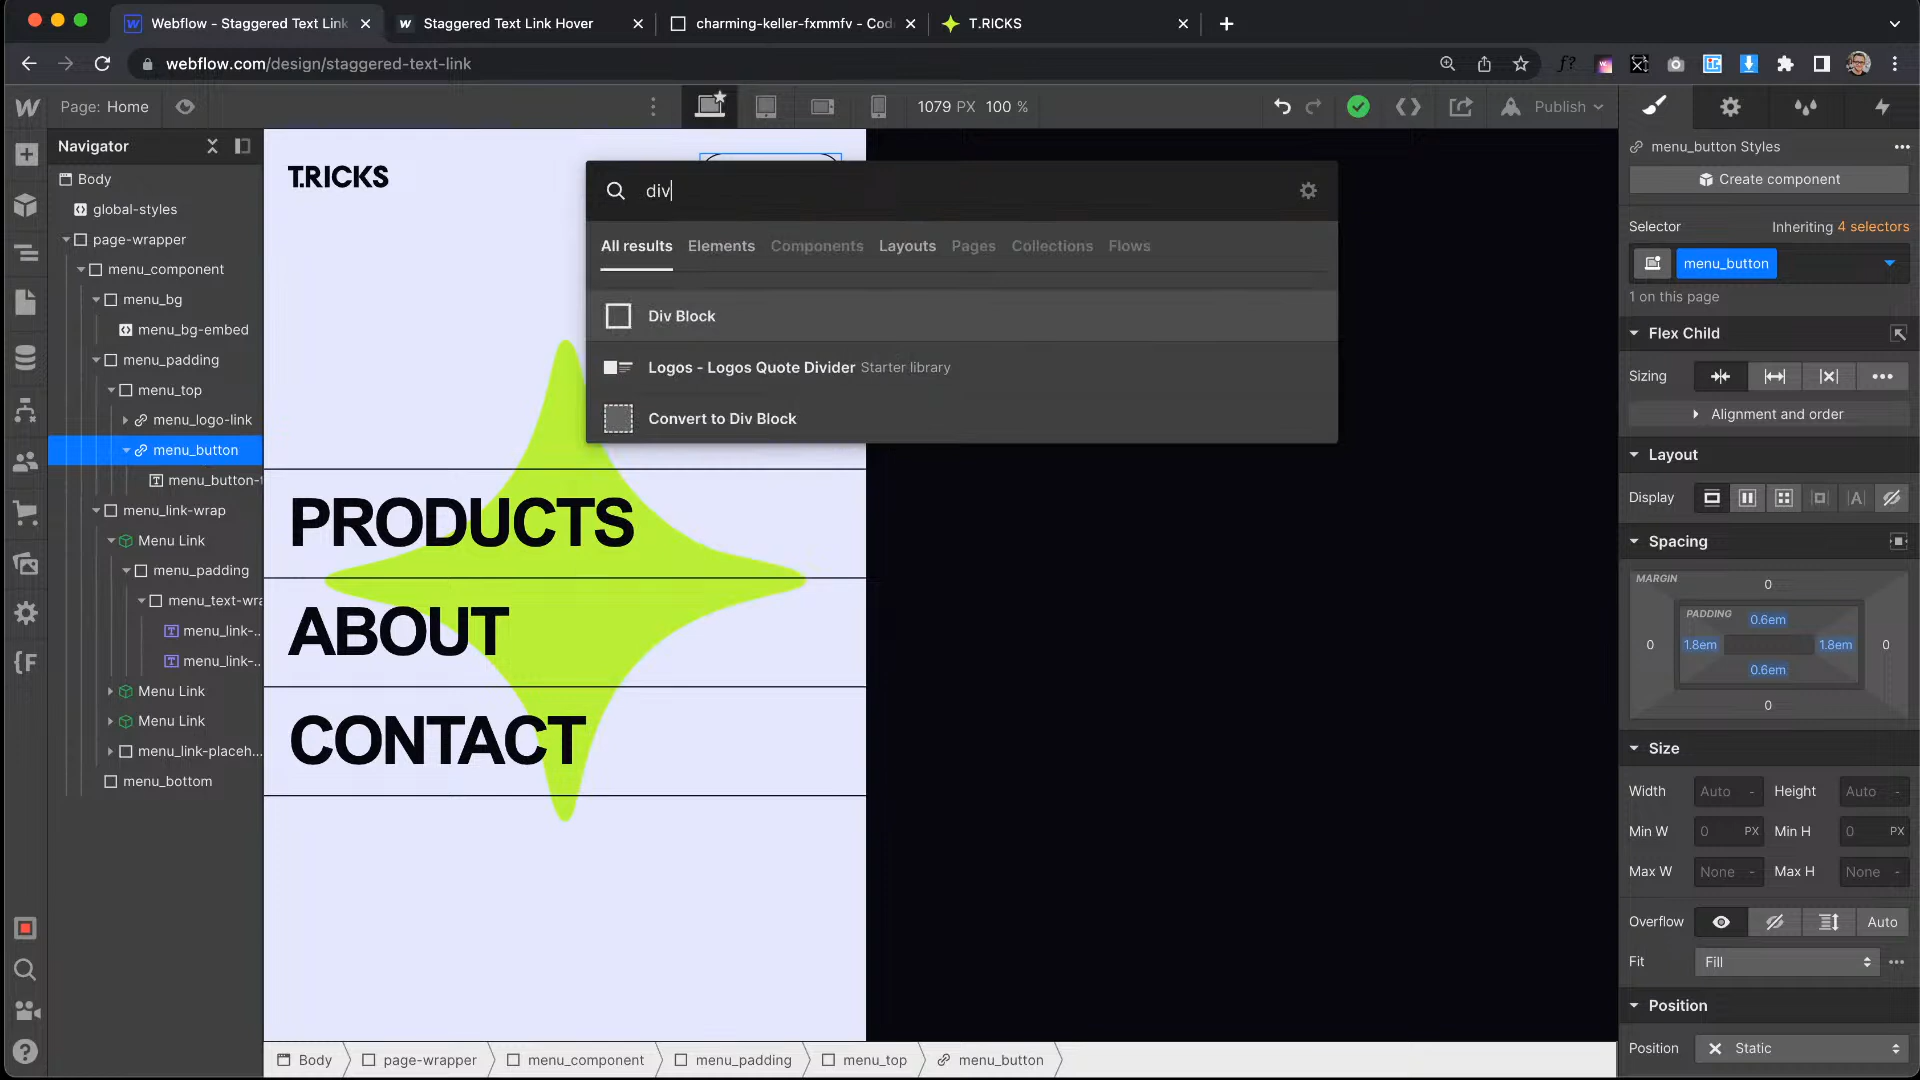 Webflow - Staggered Text Link
Staggered Text Link Hover
charming-keller-fxmmfv - Cod
T.RICKS
webflow.com/design/staggered-text-link
Page: Home
1079 PX 100 %
Publish
Navigator
Body
global-styles
page-wrapper
menu_component
menu_bg
menu_bg-embed
menu_padding
menu_top
menu_logo-link
menu_button
menu_button-t
menu_link-wrap
Menu Link
menu_padding
menu_text-wra
menu_link-...
menu_link-...
Menu Link
Menu Link
menu_link-placeh...
menu_bottom
T.RICKS
PRODUCTS
ABOUT
CONTACT
div
All results Elements Components Layouts Pages Collections Flows
Div Block
Logos - Logos Quote Divider Starter library
Convert to Div Block
menu_button Styles
Create component
Selector Inheriting 4 selectors
menu_button
1 on this page
Flex Child
Sizing
Alignment and order
Layout
Display
Spacing
MARGIN
0
PADDING
0.6em
0 1.8em 1.8em 0
0.6em
0
Size
Width Auto - Height Auto -
Min W 0 PX Min H 0 PX
Max W None - Max H None -
Overflow Auto
Fit Fill
Position
Position Static
Body page-wrapper menu_component menu_padding menu_top menu_button